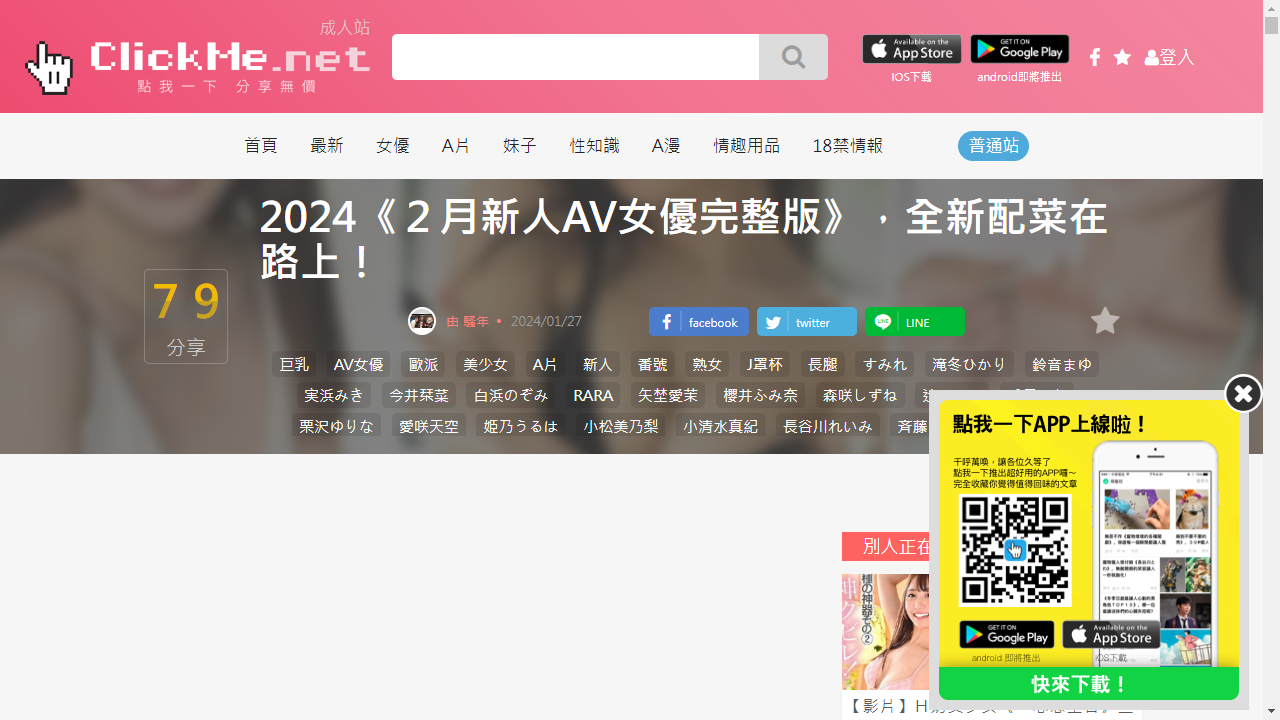 成人站
ClickMe.net
點我一下 分享無價
Available on the
App Store
IOS下載
GET IT ON
Google Play
android即將推出
登入
首頁 最新 女優 A片 妹子 性知識 A漫 情趣用品 18禁情報 普通站
2024《２月新人AV女優完整版》，全新配菜在
路上！
79
分享
由 騷年 • 2024/01/27
facebook
twitter
LINE
巨乳 AV女優 歐派 美少女 A片 新人 番號 熟女 J罩杯 長腿 すみれ 滝冬ひかり 鈴音まゆ
実浜みき 今井栞菜 白浜のぞみ RARA 矢埜愛茉 櫻井ふみ奈 森咲しずね
栗沢ゆりな 愛咲天空 姫乃うるは 小松美乃梨 小清水真紀 長谷川れいみ 斉藤
別人正在
點我一下APP上線啦！
千呼萬喚，讓各位久等了
點我一下推出超好用的APP囉～
完全收藏你覺得值得回味的文章
GET IT ON
Google Play
Available on the
App Store
android 即將推出
iOS下載
快來下載！
種の神器その②